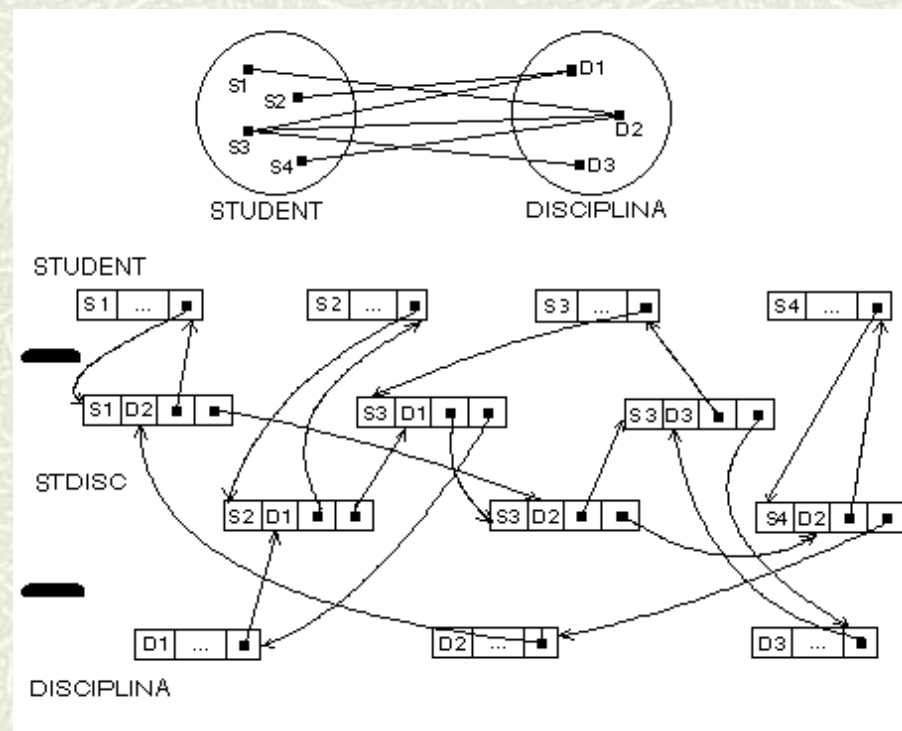 S1
S2
S3
S4
D1
D2
D3
STUDENT DISCIPLINA
STUDENT
S1 ...
S2 ...
S3 ...
S4 ...
S1 D2
S3 D1
S3 D3
STDISC
S2 D1
S3 D2
S4 D2
D1 ...
D2 ...
D3 ...
DISCIPLINA